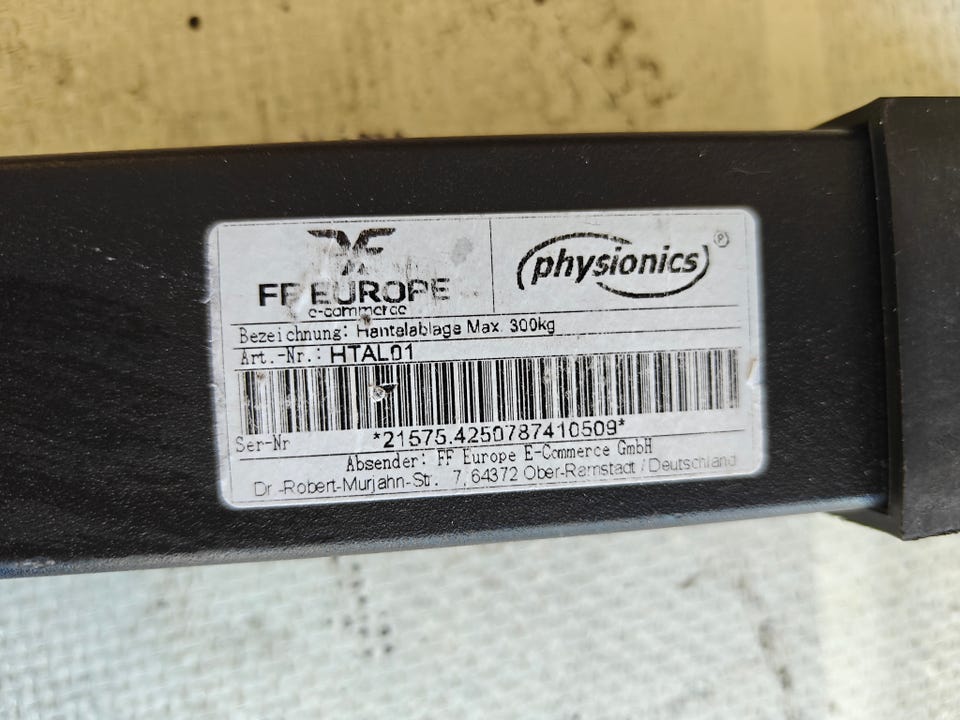 FF EUROPE
e-commerce
physionics®
Bezeichnung: Hantelablage Max. 300kg
Art.-Nr.: HTAL01
Ser-Nr *21575.4250787410509*
Absender: FF Europe E-Commerce GmbH
Dr.-Robert-Murjahn-Str. 7, 64372 Ober-Ramstadt / Deutschland